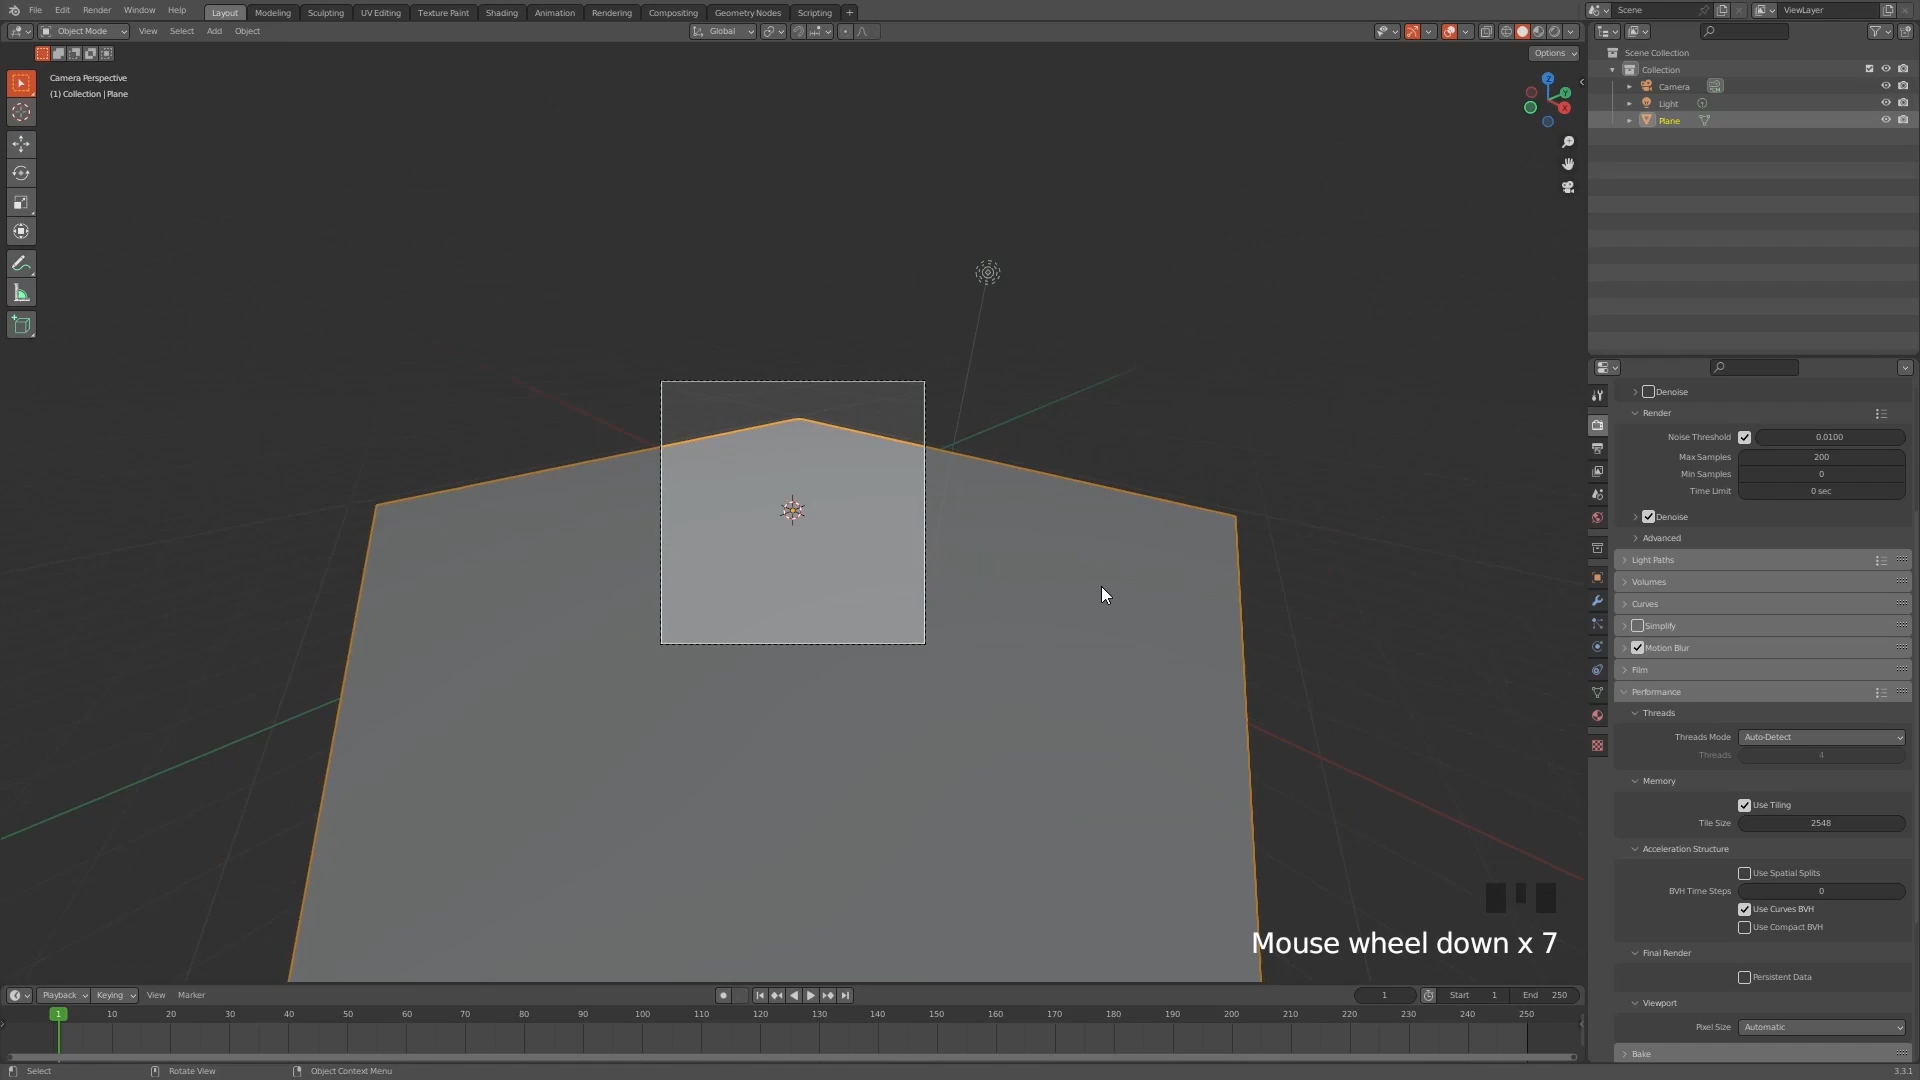 File Edit Render Window Help Layout Modeling Sculpting UV Editing Texture Paint Shading Animation Rendering Compositing Geometry Nodes Scripting + Scene ViewLayer
Object Mode View Select Add Object Global
Options
Camera Perspective
(1) Collection | Plane
Scene Collection
Collection
Camera
Light
Plane
Denoise
Render
Noise Threshold 0.0100
Max Samples 200
Min Samples 0
Time Limit 0 sec
Denoise
Advanced
Light Paths
Volumes
Curves
Simplify
Motion Blur
Film
Performance
Threads
Threads Mode Auto-Detect
Threads 4
Memory
Use Tiling
Tile Size 2548
Acceleration Structure
Use Spatial Splits
BVH Time Steps 0
Use Curves BVH
Use Compact BVH
Final Render
Persistent Data
Viewport
Pixel Size Automatic
Bake
Z
Y
X
Mouse wheel down x 7
Playback Keying View Marker 1 Start 1 End 250
1 10 20 30 40 50 60 70 80 90 100 110 120 130 140 150 160 170 180 190 200 210 220 230 240 250
Select Rotate View Object Context Menu 3.3.1